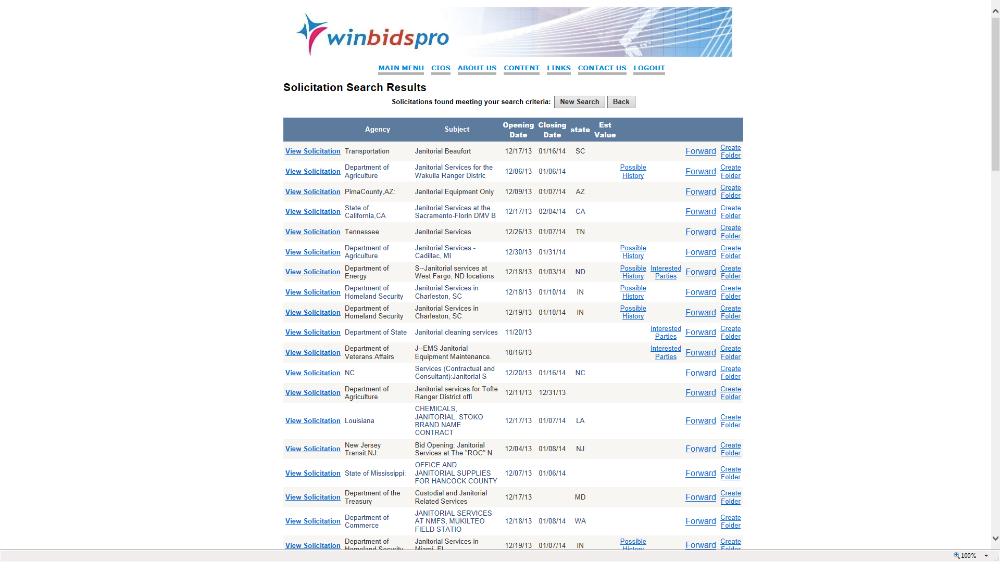 winbidspro
MAIN MENU CIOS ABOUT US CONTENT LINKS CONTACT US LOGOUT
Solicitation Search Results
Solicitations found meeting your search criteria: New Search Back
Agency Subject Opening Date Closing Date state Est Value
View Solicitation Transportation Janitorial Beaufort 12/17/13 01/16/14 SC Forward Create Folder
View Solicitation Department of Agriculture Janitorial Services for the Wakulla Ranger Distric 12/06/13 01/06/14 Possible History Forward Create Folder
View Solicitation PimaCounty,AZ: Janitorial Equipment Only 12/09/13 01/07/14 AZ Forward Create Folder
View Solicitation State of California,CA Janitorial Services at the Sacramento-Florin DMV B 12/17/13 02/04/14 CA Forward Create Folder
View Solicitation Tennessee Janitorial Services 12/26/13 01/07/14 TN Forward Create Folder
View Solicitation Department of Agriculture Janitorial Services - Cadillac, MI 12/30/13 01/31/14 Possible History Forward Create Folder
View Solicitation Department of Energy S--Janitorial services at West Fargo, ND locations 12/18/13 01/03/14 ND Possible History Interested Parties Forward Create Folder
View Solicitation Department of Homeland Security Janitorial Services in Charleston, SC 12/18/13 01/10/14 IN Possible History Forward Create Folder
View Solicitation Department of Homeland Security Janitorial Services in Charleston, SC 12/19/13 01/10/14 IN Possible History Forward Create Folder
View Solicitation Department of State Janitorial cleaning services 11/20/13 Interested Parties Forward Create Folder
View Solicitation Department of Veterans Affairs J--EMS Janitorial Equipment Maintenance. 10/16/13 Interested Parties Forward Create Folder
View Solicitation NC Services (Contractual and Consultant):Janitorial S 12/20/13 01/16/14 NC Forward Create Folder
View Solicitation Department of Agriculture Janitorial services for Tofte Ranger District offi 12/11/13 12/31/13 Forward Create Folder
View Solicitation Louisiana CHEMICALS, JANITORIAL, STOKO BRAND NAME CONTRACT 12/17/13 01/07/14 LA Forward Create Folder
View Solicitation New Jersey Transit,NJ: Bid Opening: Janitorial Services at The "ROC" N 12/04/13 01/08/14 NJ Forward Create Folder
View Solicitation State of Mississippi: OFFICE AND JANITORIAL SUPPLIES FOR HANCOCK COUNTY 12/07/13 01/06/14 Forward Create Folder
View Solicitation Department of the Treasury Custodial and Janitorial Related Services 12/17/13 MD Forward Create Folder
View Solicitation Department of Commerce JANITORIAL SERVICES AT NMFS, MUKILTEO FIELD STATIO 12/18/13 01/08/14 WA Forward Create Folder
View Solicitation Department of Homeland Security Janitorial Services in Miami, FL 12/19/13 01/07/14 IN Possible History Forward Create Folder
100%